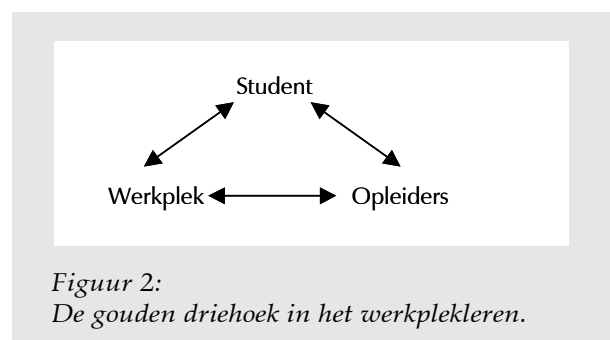 Student
Werkplek Opleiders
Figuur 2:
De gouden driehoek in het werkplekleren.